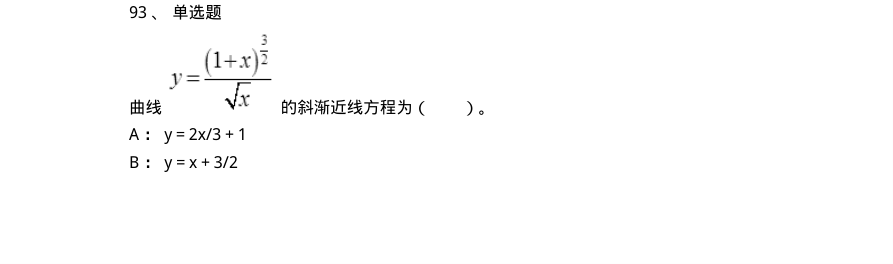 93、 单选题
曲线 y=(1+x)^{3/2}/√x 的斜渐近线方程为（ ）。
A： y = 2x/3 + 1
B： y = x + 3/2